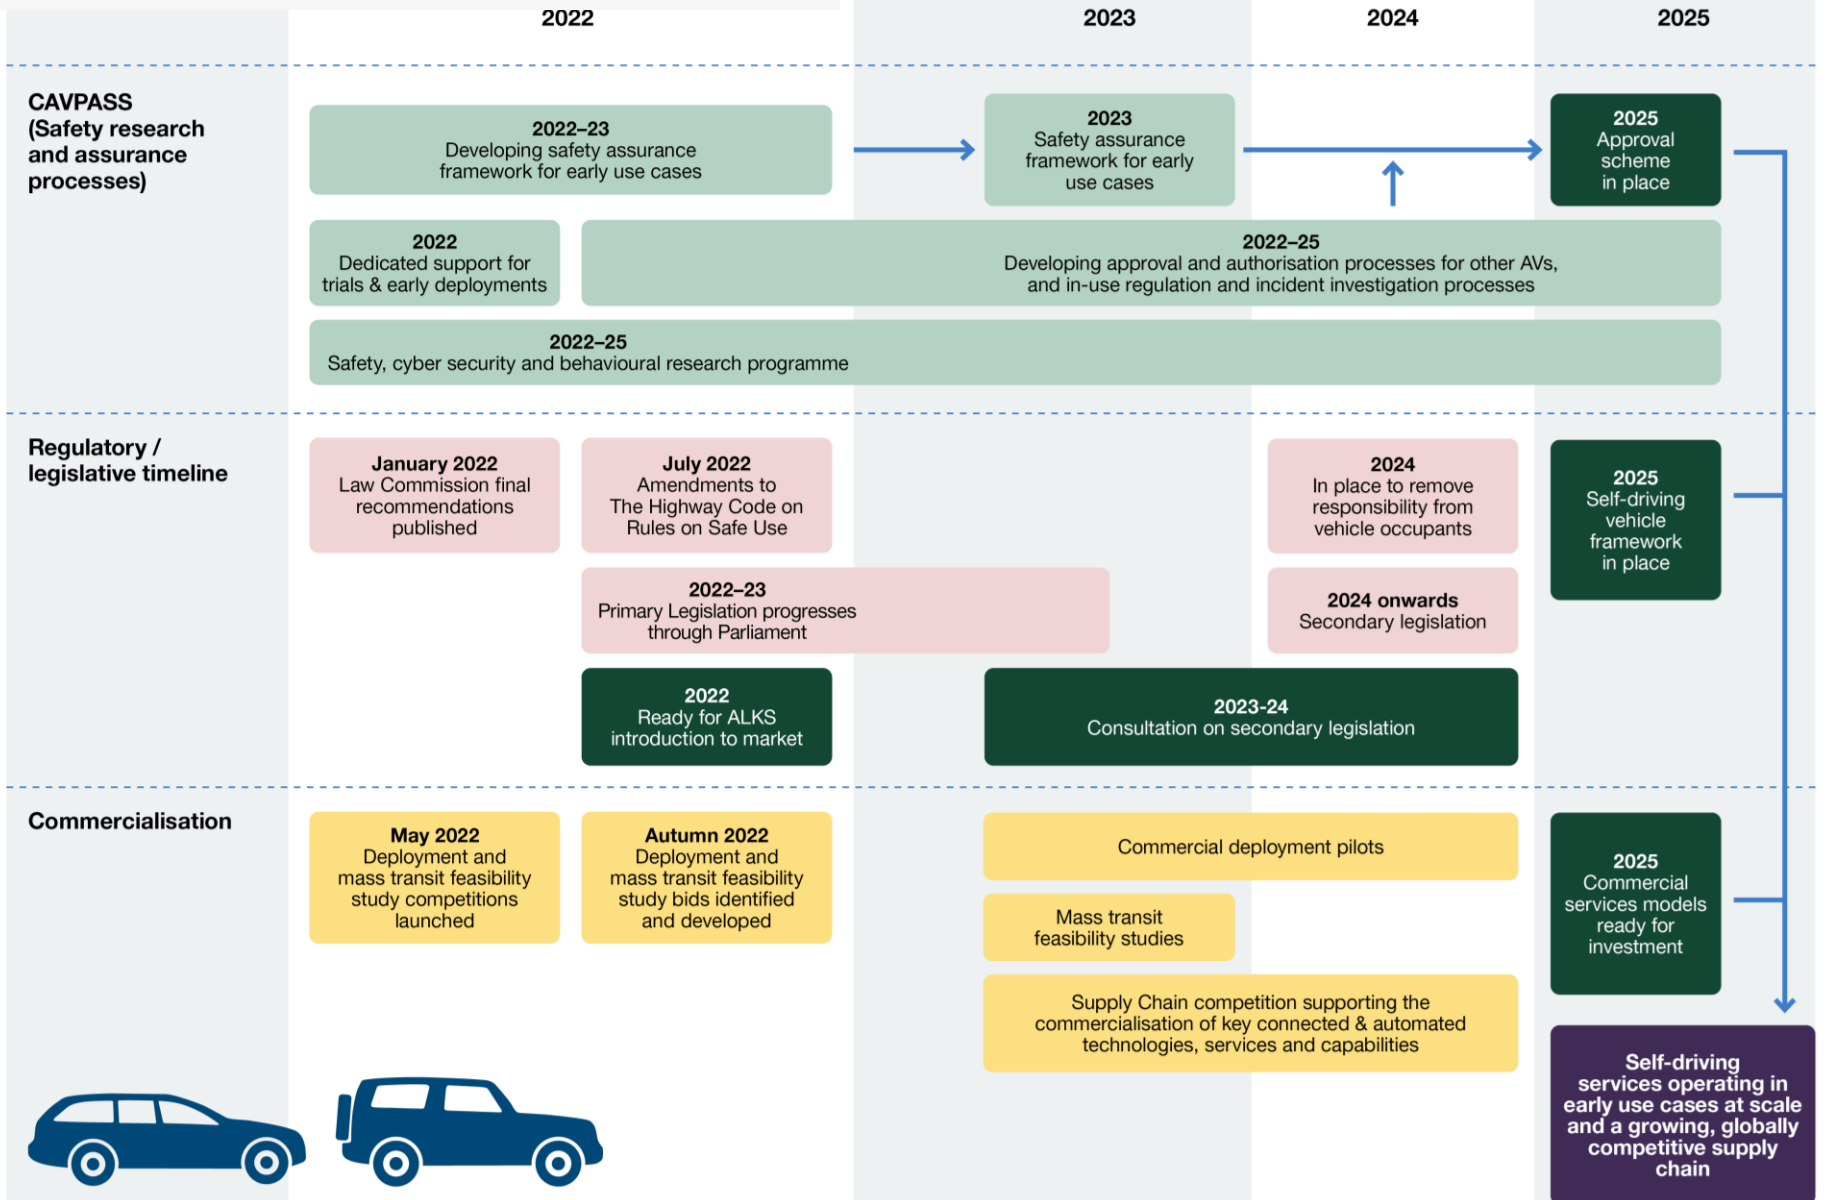 2022
2023
2024
2025
CAVPASS
(Safety research
and assurance
processes)
2022–23
Developing safety assurance
framework for early use cases
2023
Safety assurance
framework for early
use cases
2025
Approval
scheme
in place
2022
Dedicated support for
trials & early deployments
2022–25
Developing approval and authorisation processes for other AVs,
and in-use regulation and incident investigation processes
2022–25
Safety, cyber security and behavioural research programme
Regulatory /
legislative timeline
January 2022
Law Commission final
recommendations
published
July 2022
Amendments to
The Highway Code on
Rules on Safe Use
2024
In place to remove
responsibility from
vehicle occupants
2025
Self-driving
vehicle
framework
in place
2022–23
Primary Legislation progresses
through Parliament
2024 onwards
Secondary legislation
2022
Ready for ALKS
introduction to market
2023-24
Consultation on secondary legislation
Commercialisation
May 2022
Deployment and
mass transit feasibility
study competitions
launched
Autumn 2022
Deployment and
mass transit feasibility
study bids identified
and developed
Commercial deployment pilots
Mass transit
feasibility studies
Supply Chain competition supporting the
commercialisation of key connected & automated
technologies, services and capabilities
2025
Commercial
services models
ready for
investment
Self-driving
services operating in
early use cases at scale
and a growing, globally
competitive supply
chain